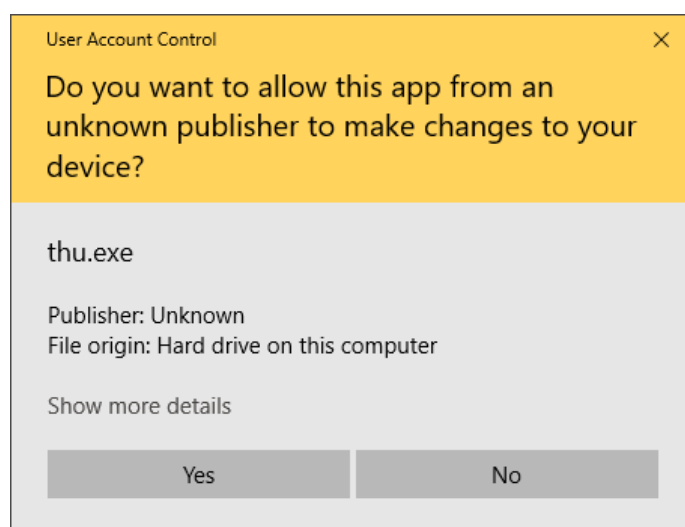 User Account Control
Do you want to allow this app from an
unknown publisher to make changes to your
device?
thu.exe
Publisher: Unknown
File origin: Hard drive on this computer
Show more details
Yes
No